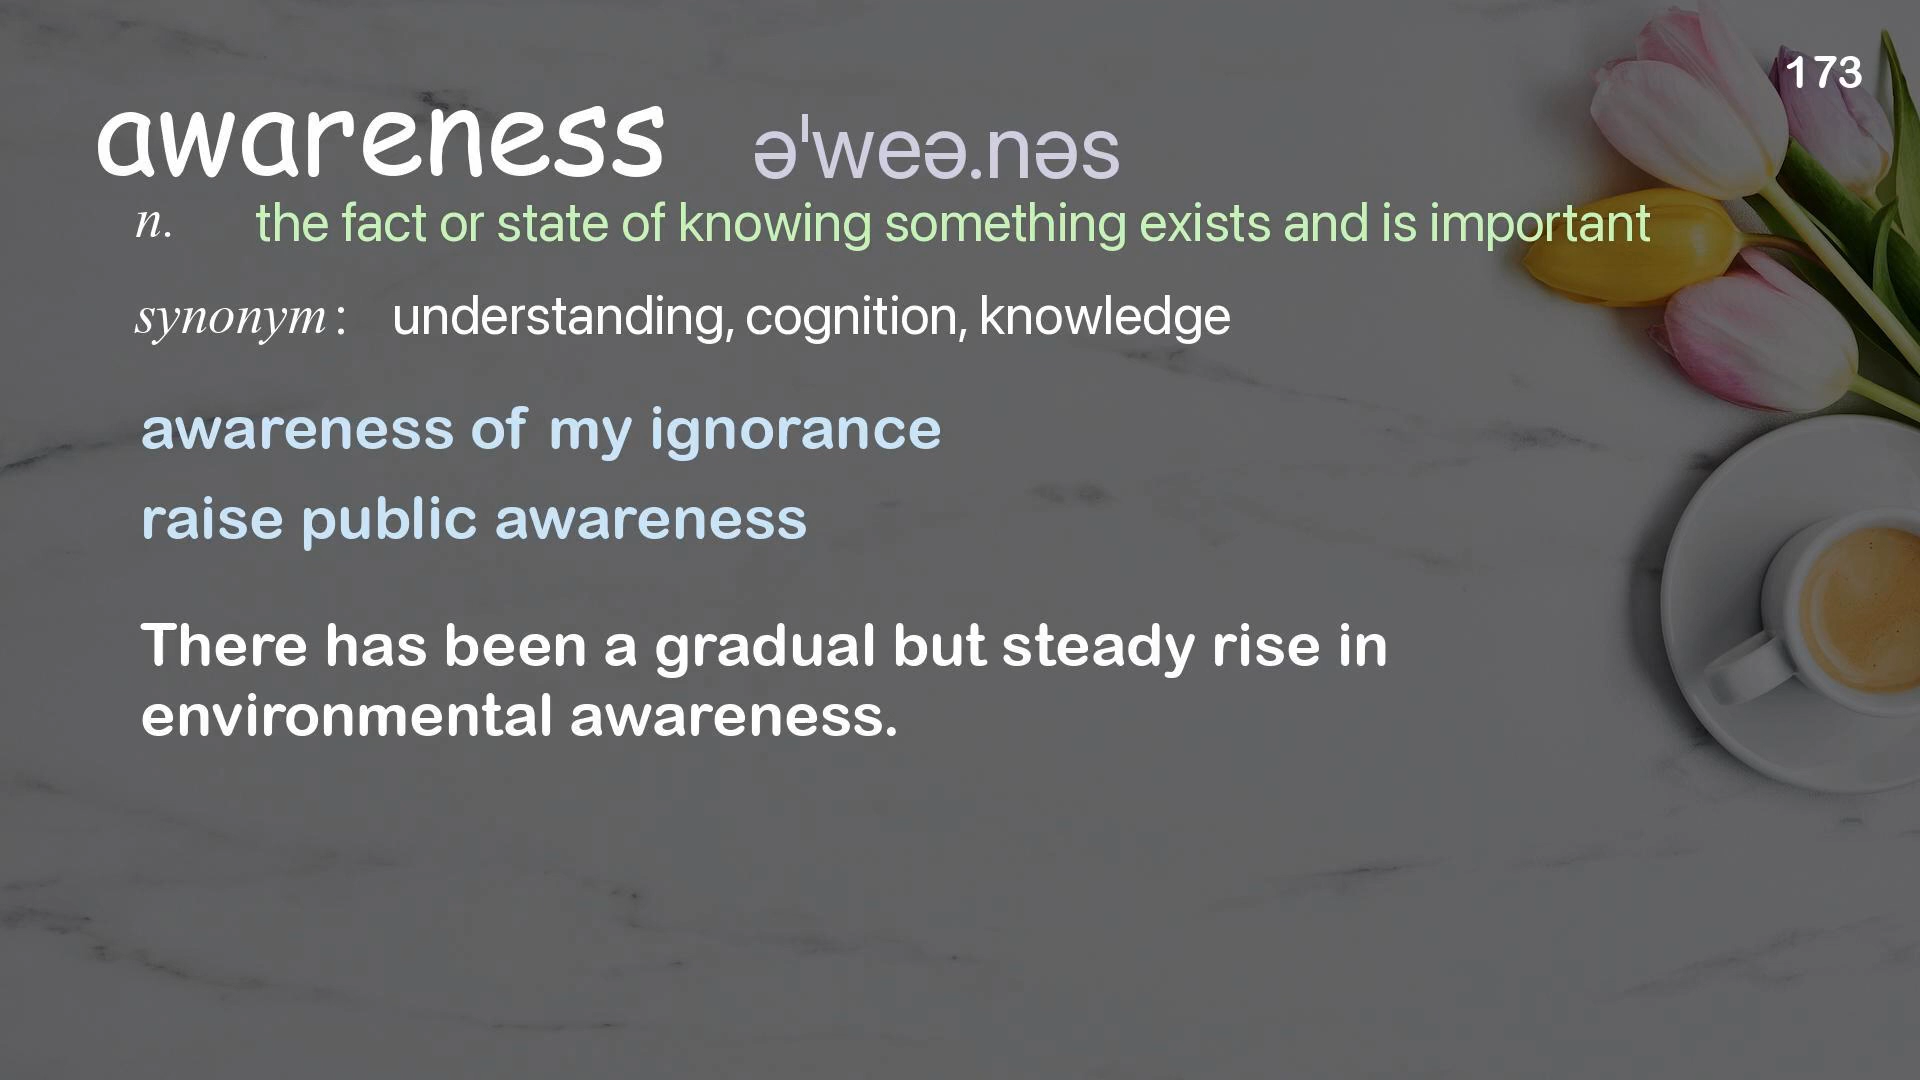 173
awareness əˈweə.nəs
n. the fact or state of knowing something exists and is important
synonym: understanding, cognition, knowledge
awareness of my ignorance
raise public awareness
There has been a gradual but steady rise in
environmental awareness.